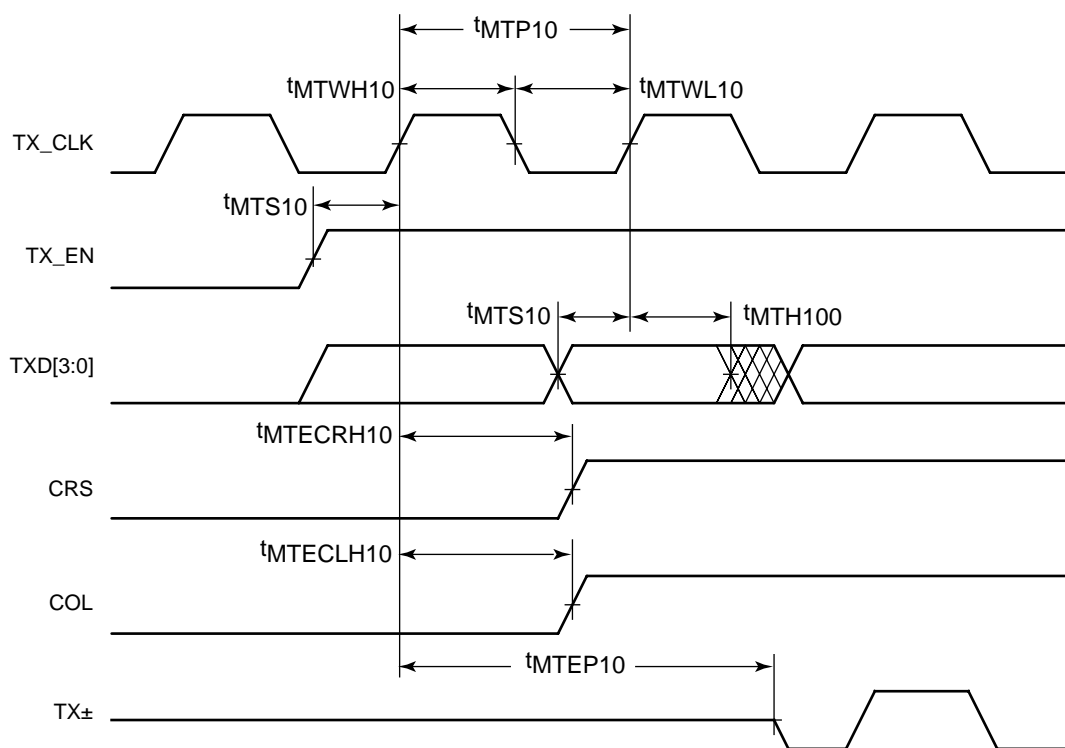 tMTP10
tMTWH10
tMTWL10
TX_CLK
tMTS10
TX_EN
tMTS10
tMTH100
TXD[3:0]
tMTECRH10
CRS
tMTECLH10
COL
tMTEP10
TX±